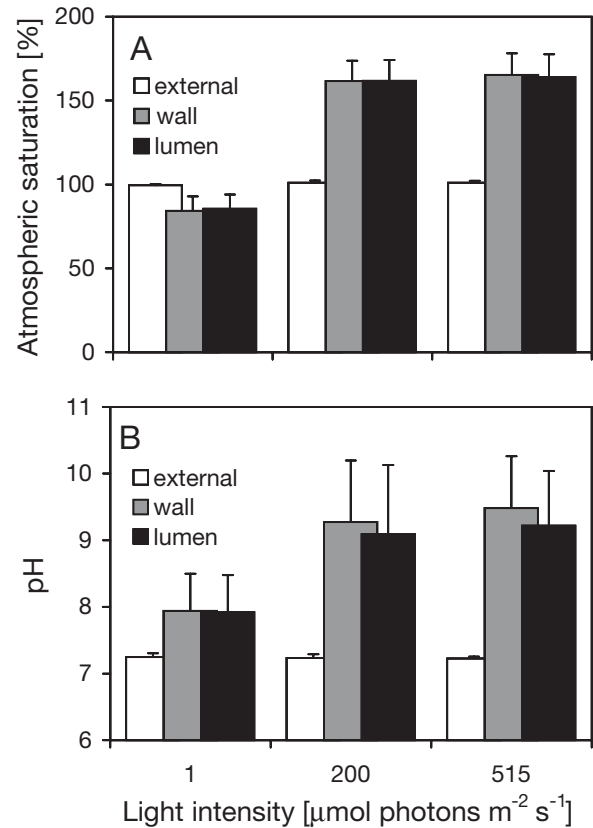 Atmospheric saturation [%]
200
150
100
50
0
A
external
wall
lumen
pH
11
10
9
8
7
6
B
external
wall
lumen
1 200 515
Light intensity [μmol photons m⁻² s⁻¹]